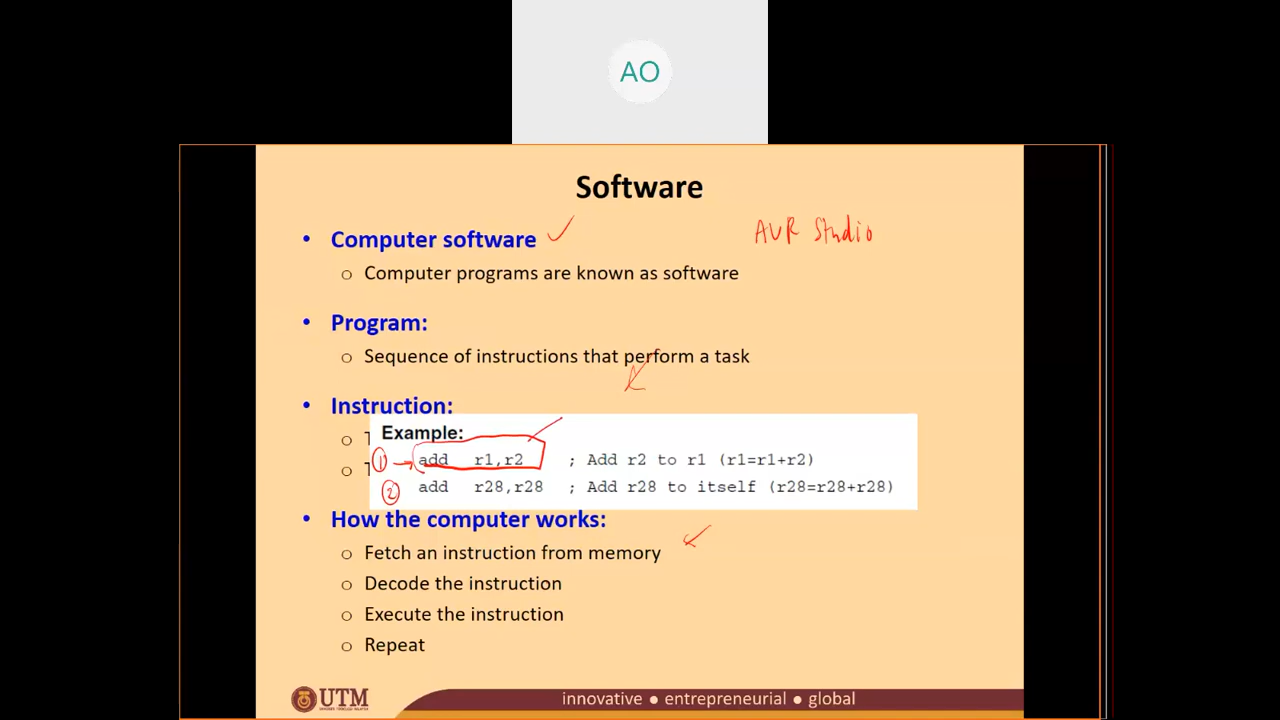 AO
Software
• Computer software
AVR Studio
o Computer programs are known as software
• Program:
o Sequence of instructions that perform a task
• Instruction:
Example:
o T
① add r1,r2 ; Add r2 to r1 (r1=r1+r2)
o T
② add r28,r28 ; Add r28 to itself (r28=r28+r28)
• How the computer works:
o Fetch an instruction from memory
o Decode the instruction
o Execute the instruction
o Repeat
UTM
innovative ● entrepreneurial ● global